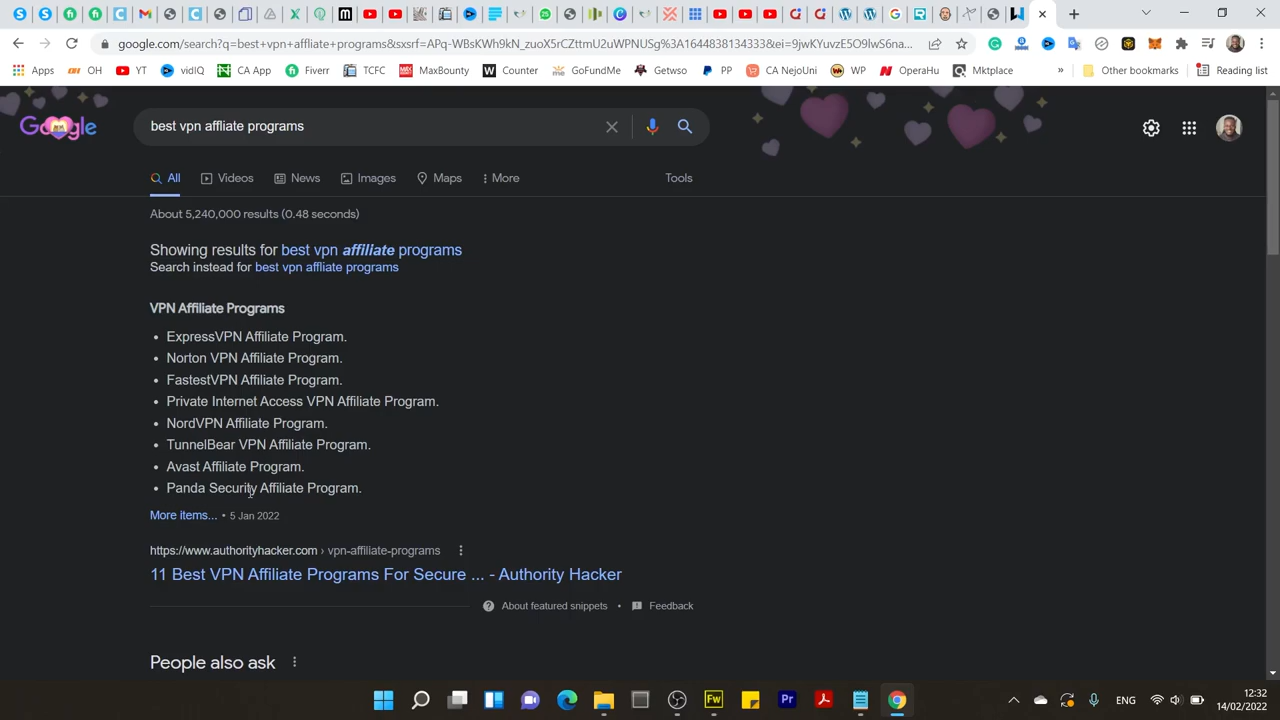 google.com/search?q=best+vpn+affliate+programs&sxsrf=APq-WBsKWh9kN_zuoX5rCZttmU2uWPNUSg%3A1644838134333&ei=9jwKYuvzE5O9lwS6na...
Apps OH YT vidIQ CA App Fiverr TCFC MaxBounty Counter GoFundMe Getwso PP CA NejoUni WP OperaHu Mktplace » Other bookmarks Reading list
Google best vpn affliate programs
All Videos News Images Maps More Tools
About 5,240,000 results (0.48 seconds)
Showing results for best vpn affiliate programs
Search instead for best vpn affliate programs
VPN Affiliate Programs
• ExpressVPN Affiliate Program.
• Norton VPN Affiliate Program.
• FastestVPN Affiliate Program.
• Private Internet Access VPN Affiliate Program.
• NordVPN Affiliate Program.
• TunnelBear VPN Affiliate Program.
• Avast Affiliate Program.
• Panda Security Affiliate Program.
More items... • 5 Jan 2022
https://www.authorityhacker.com › vpn-affiliate-programs
11 Best VPN Affiliate Programs For Secure ... - Authority Hacker
About featured snippets • Feedback
People also ask
Fw Pr ENG 12:32
14/02/2022